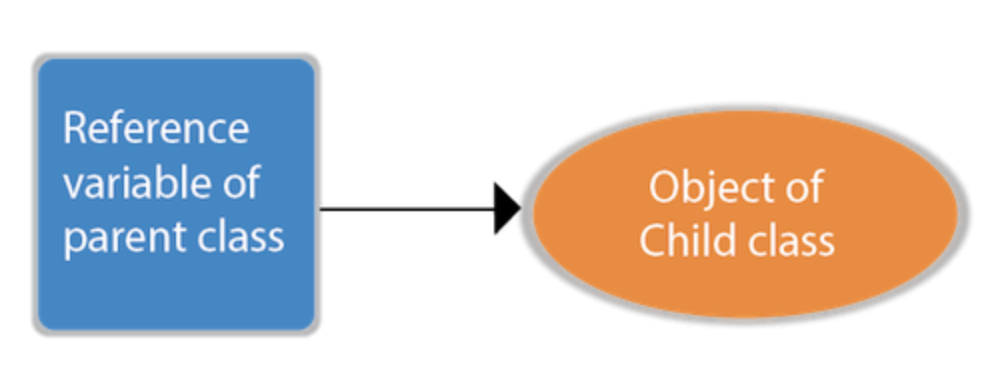 Reference
variable of
parent class
Object of
Child class